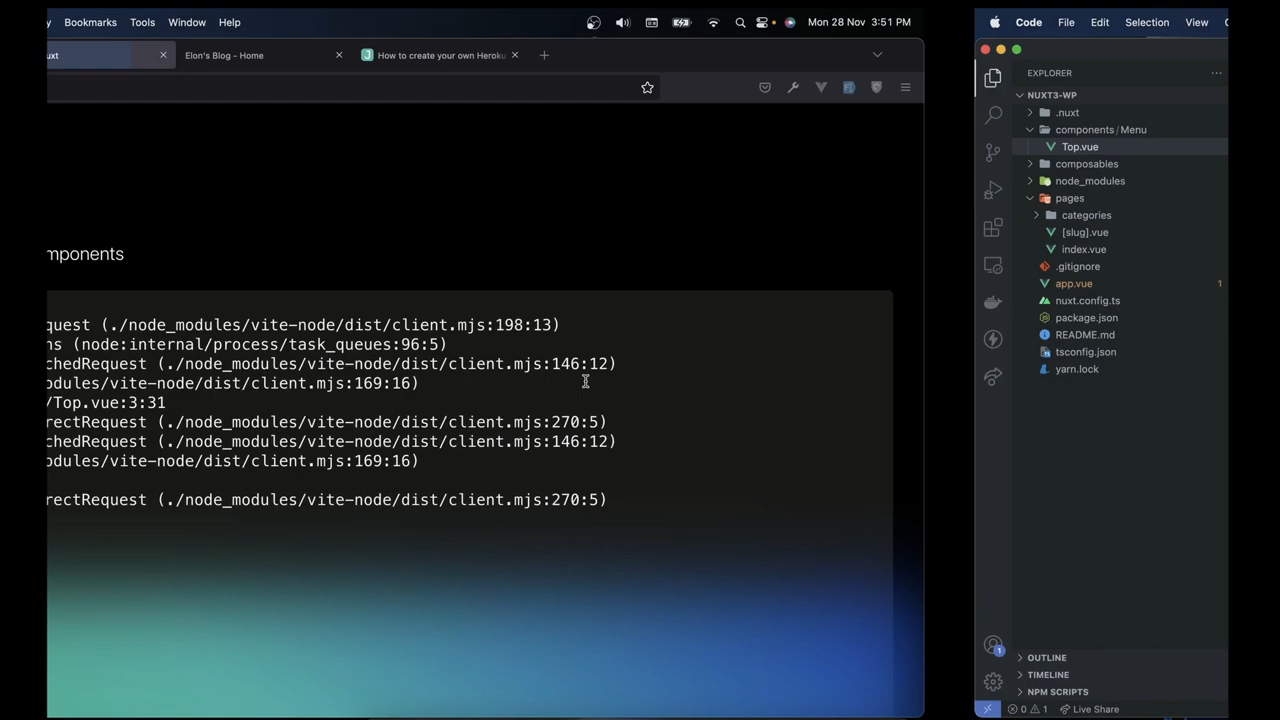 Bookmarks Tools Window Help Mon 28 Nov 3:51 PM
uxt Elon's Blog - Home How to create your own Heroku
mponents
quest (./node_modules/vite-node/dist/client.mjs:198:13)
ns (node:internal/process/task_queues:96:5)
chedRequest (./node_modules/vite-node/dist/client.mjs:146:12)
odules/vite-node/dist/client.mjs:169:16)
/Top.vue:3:31
rectRequest (./node_modules/vite-node/dist/client.mjs:270:5)
chedRequest (./node_modules/vite-node/dist/client.mjs:146:12)
odules/vite-node/dist/client.mjs:169:16)
rectRequest (./node_modules/vite-node/dist/client.mjs:270:5)
Code File Edit Selection View
EXPLORER
NUXT3-WP
.nuxt
components / Menu
Top.vue
composables
node_modules
pages
categories
[slug].vue
index.vue
.gitignore
app.vue 1
nuxt.config.ts
package.json
README.md
tsconfig.json
yarn.lock
1
OUTLINE
TIMELINE
NPM SCRIPTS
0 1 Live Share